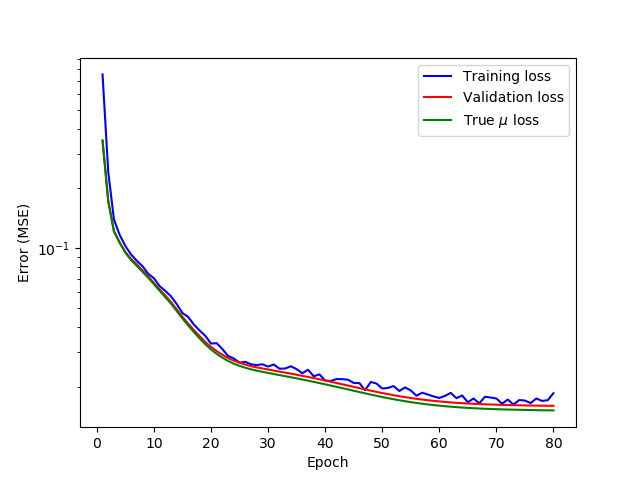 Training loss
Validation loss
True μ loss
Error (MSE)
10⁻¹
0 10 20 30 40 50 60 70 80
Epoch